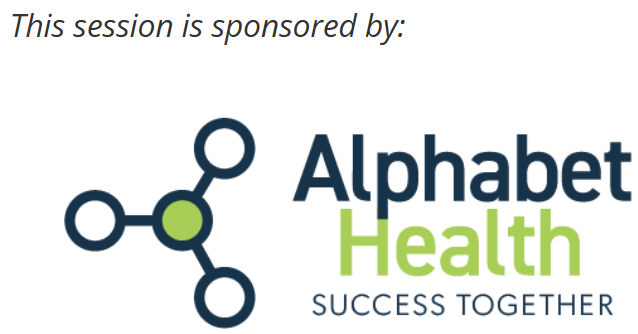 This session is sponsored by:
Alphabet
Health
SUCCESS TOGETHER